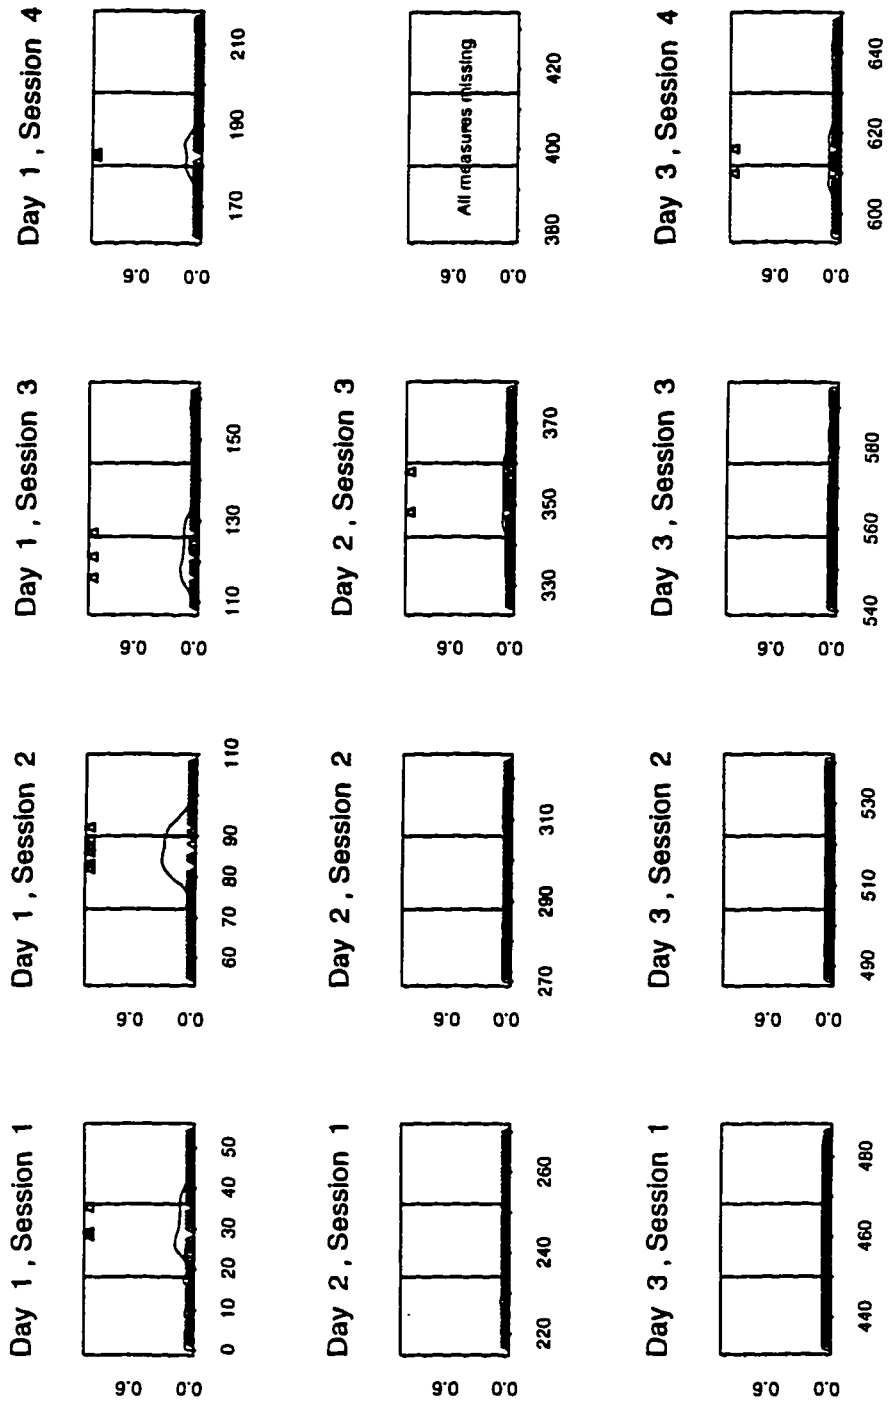 Day 1 , Session 1
0.6
0.0
0 10 20 30 40 50
Day 1 , Session 2
0.6
0.0
60 70 80 90 110
Day 1 , Session 3
0.6
0.0
110 130 150
Day 1 , Session 4
0.6
0.0
170 190 210
Day 2 , Session 1
0.6
0.0
220 240 260
Day 2 , Session 2
0.6
0.0
270 290 310
Day 2 , Session 3
0.6
0.0
330 350 370
All measures missing
0.6
0.0
380 400 420
Day 3 , Session 1
0.6
0.0
440 460 480
Day 3 , Session 2
0.6
0.0
490 510 530
Day 3 , Session 3
0.6
0.0
540 560 580
Day 3 , Session 4
0.6
0.0
600 620 640